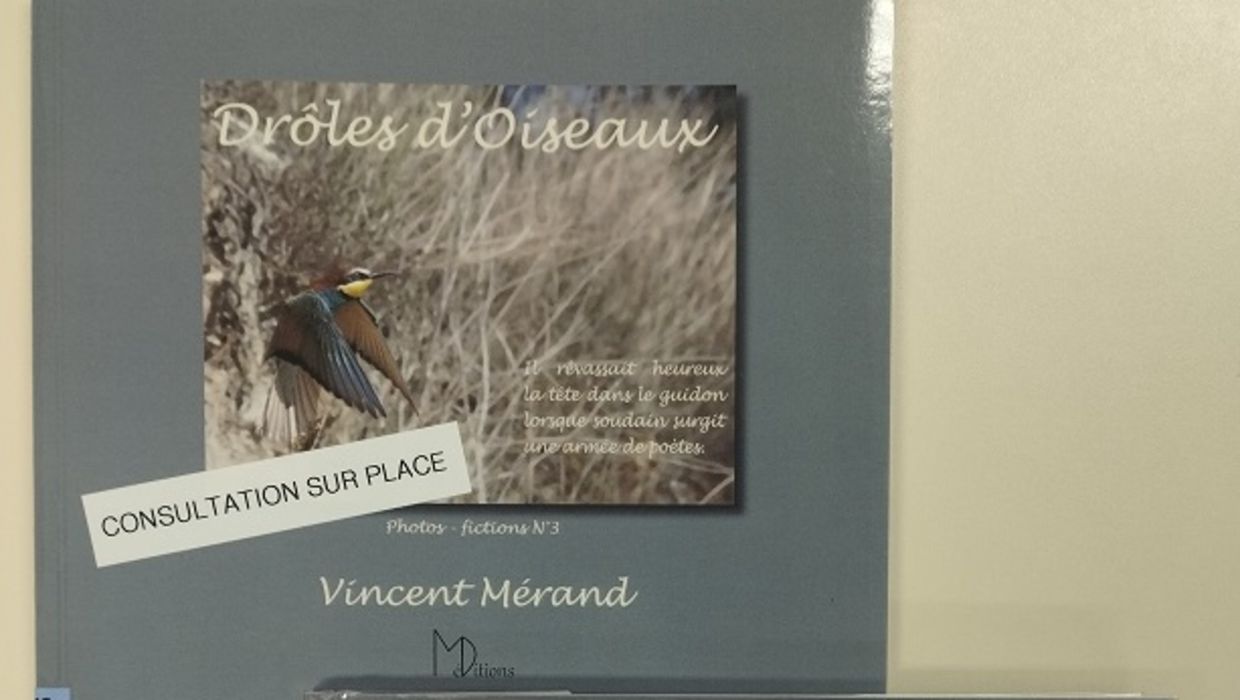 Drôles d'Oiseaux
Il rêvassait heureux
la tête dans le guidon
lorsque soudain surgit
une armée de poètes.
CONSULTATION SUR PLACE
Photos - fictions N°3
Vincent Mérand
MéDitions